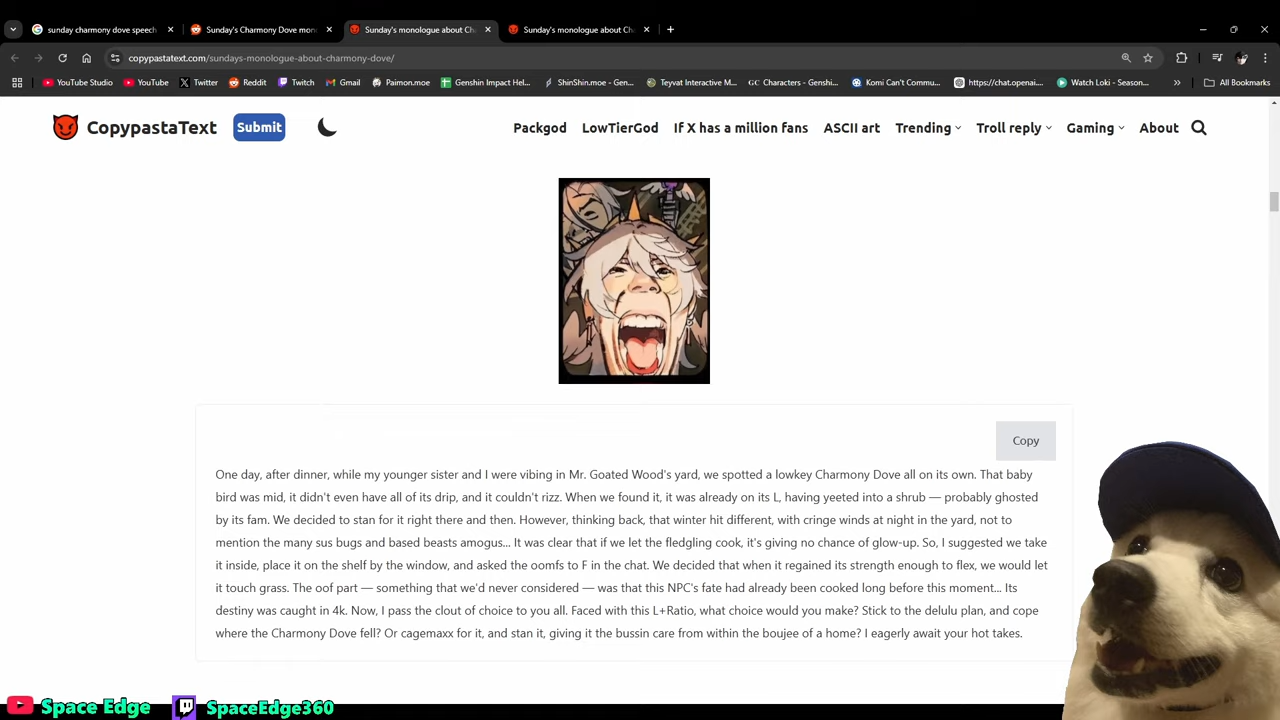 sunday charmony dove speech
Sunday's Charmony Dove mon
Sunday's monologue about Ch
Sunday's monologue about Ch
copypastatext.com/sundays-monologue-about-charmony-dove/
YouTube Studio
YouTube
Twitter
Reddit
Twitch
Gmail
Paimon.moe
Genshin Impact Hel...
ShinShin.moe - Gen...
Teyvat Interactive M...
GC
Characters - Genshi...
Komi Can't Commu...
https://chat.openai....
Watch Loki - Season...
All Bookmarks
CopypastaText
Submit
Packgod
LowTierGod
If X has a million fans
ASCII art
Trending
Troll reply
Gaming
About
Copy
One day, after dinner, while my younger sister and I were vibing in Mr. Goated Wood's yard, we spotted a lowkey Charmony Dove all on its own. That baby
bird was mid, it didn't even have all of its drip, and it couldn't rizz. When we found it, it was already on its L, having yeeted into a shrub — probably ghosted
by its fam. We decided to stan for it right there and then. However, thinking back, that winter hit different, with cringe winds at night in the yard, not to
mention the many sus bugs and based beasts amogus... It was clear that if we let the fledgling cook, it's giving no chance of glow-up. So, I suggested we take
it inside, place it on the shelf by the window, and asked the oomfs to F in the chat. We decided that when it regained its strength enough to flex, we would let
it touch grass. The oof part — something that we'd never considered — was that this NPC's fate had already been cooked long before this moment... Its
destiny was caught in 4k. Now, I pass the clout of choice to you all. Faced with this L+Ratio, what choice would you make? Stick to the delulu plan, and cope
where the Charmony Dove fell? Or cagemaxx for it, and stan it, giving it the bussin care from within the boujee of a home? I eagerly await your hot takes.
Space Edge
SpaceEdge360